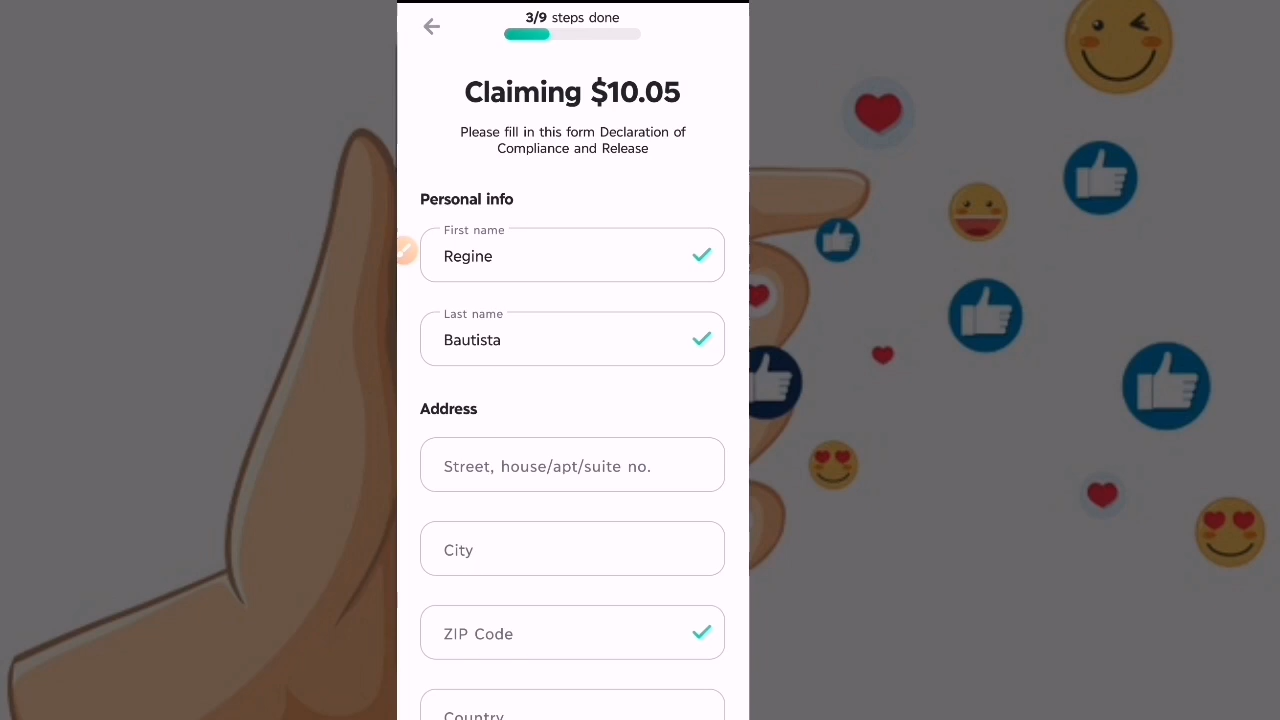 3/9 steps done
Claiming $10.05
Please fill in this form Declaration of
Compliance and Release
Personal info
First name
Regine
Last name
Bautista
Address
Street, house/apt/suite no.
City
ZIP Code
Country